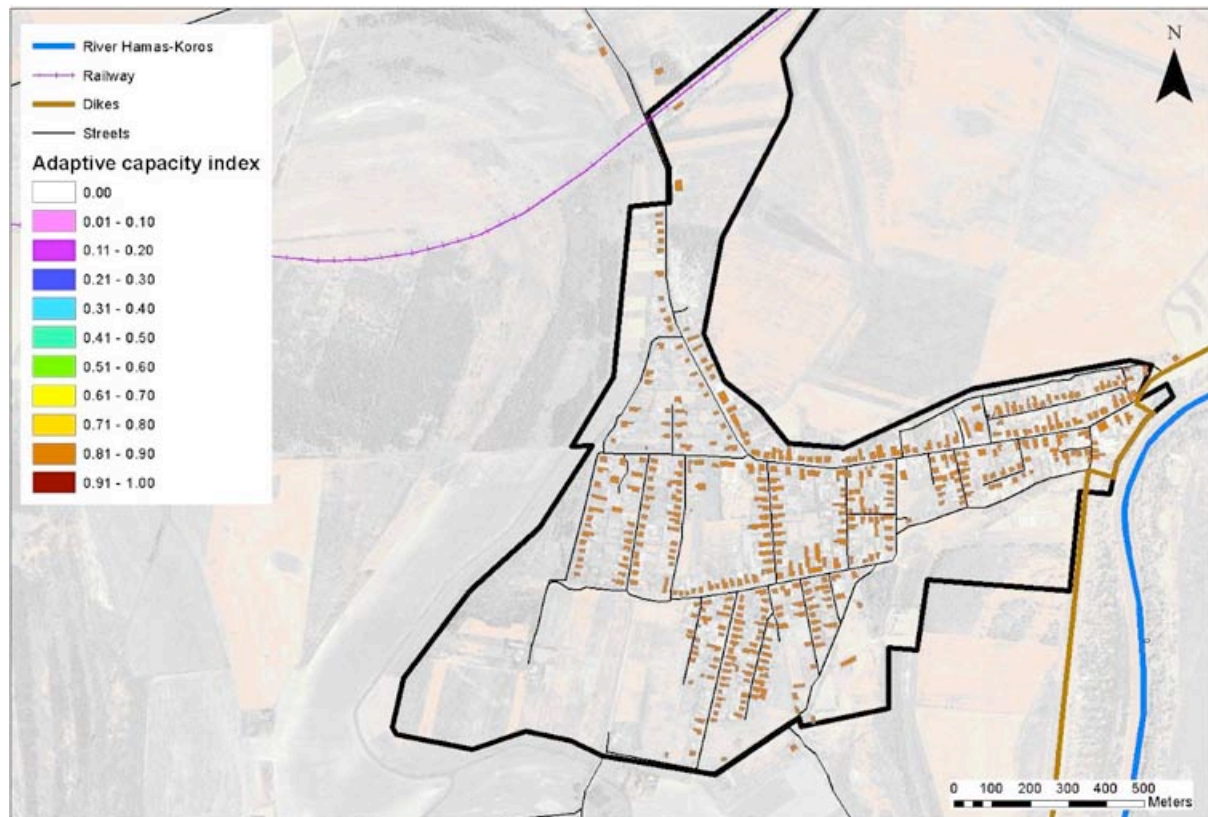 River Hamas-Koros
Railway
Dikes
Streets
Adaptive capacity index
0.00
0.01 - 0.10
0.11 - 0.20
0.21 - 0.30
0.31 - 0.40
0.41 - 0.50
0.51 - 0.60
0.61 - 0.70
0.71 - 0.80
0.81 - 0.90
0.91 - 1.00
N
0 100 200 300 400 500
Meters